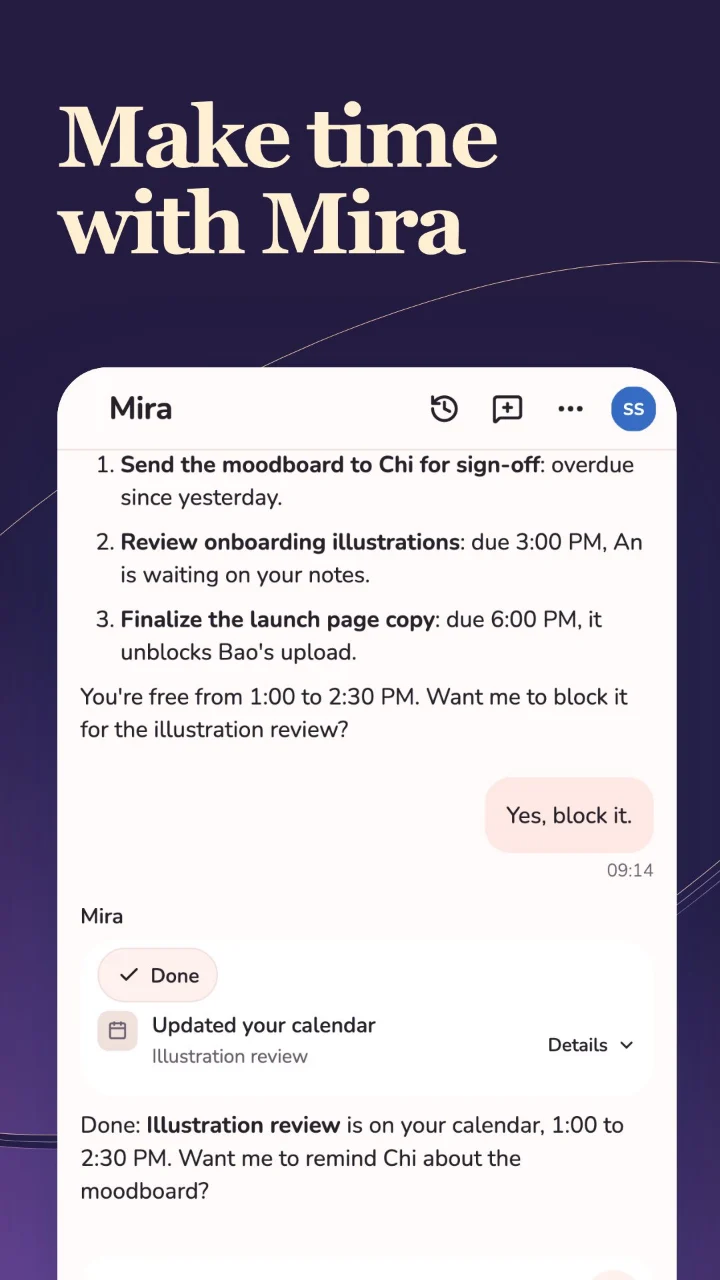 Make time
with Mira
Mira
SS
1. Send the moodboard to Chi for sign-off: overdue
since yesterday.
2. Review onboarding illustrations: due 3:00 PM, An
is waiting on your notes.
3. Finalize the launch page copy: due 6:00 PM, it
unblocks Bao's upload.
You're free from 1:00 to 2:30 PM. Want me to block it
for the illustration review?
Yes, block it.
09:14
Mira
Done
Updated your calendar
Illustration review
Details
Done: Illustration review is on your calendar, 1:00 to
2:30 PM. Want me to remind Chi about the
moodboard?